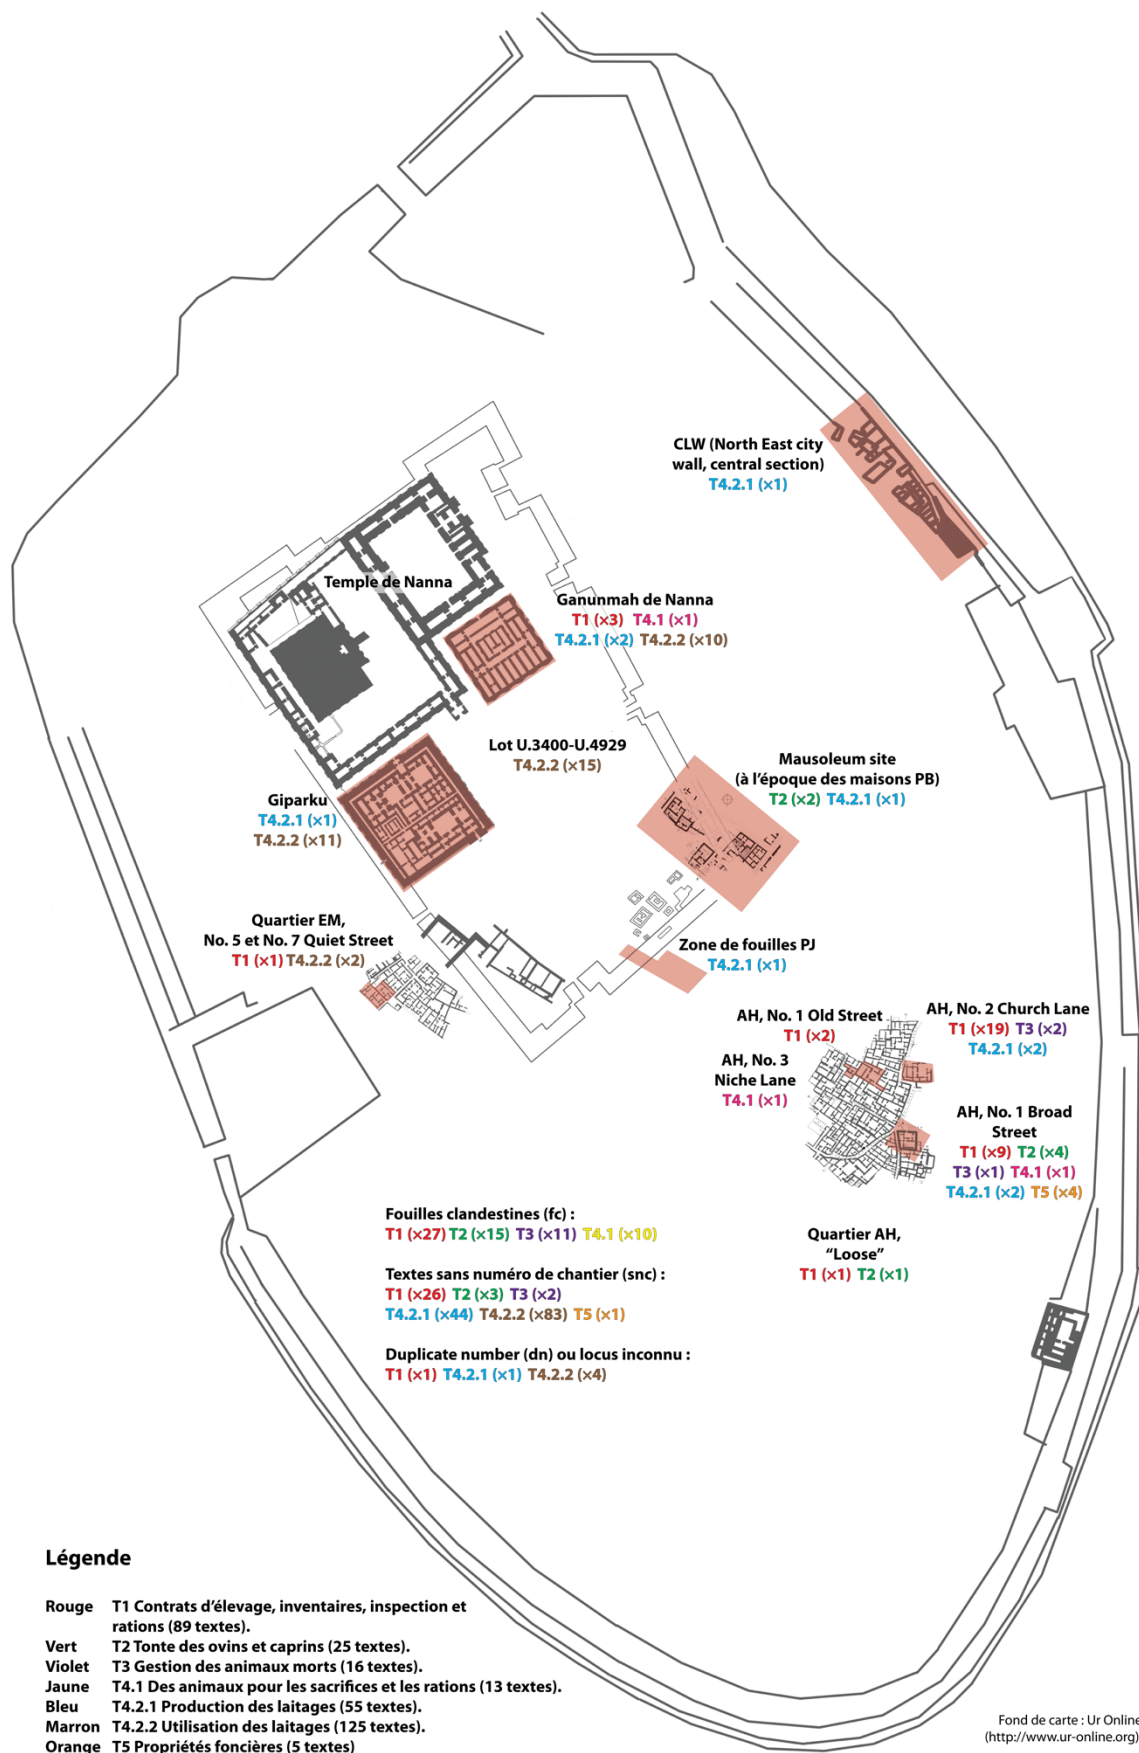 CLW (North East city
wall, central section)
T4.2.1 (×1)
Temple de Nanna
Ganunmah de Nanna
T1 (×3) T4.1 (×1)
T4.2.1 (×2) T4.2.2 (×10)
Lot U.3400-U.4929
T4.2.2 (×15)
Mausoleum site
(à l’époque des maisons PB)
T2 (×2) T4.2.1 (×1)
Giparku
T4.2.1 (×1)
T4.2.2 (×11)
Quartier EM,
No. 5 et No. 7 Quiet Street
T1 (×1) T4.2.2 (×2)
Zone de fouilles PJ
T4.2.1 (×1)
AH, No. 1 Old Street
T1 (×2)
AH, No. 2 Church Lane
T1 (×19) T3 (×2)
T4.2.1 (×2)
AH, No. 3
Niche Lane
T4.1 (×1)
AH, No. 1 Broad
Street
T1 (×9) T2 (×4)
T3 (×1) T4.1 (×1)
T4.2.1 (×2) T5 (×4)
Quartier AH,
“Loose”
T1 (×1) T2 (×1)
Fouilles clandestines (fc) :
T1 (×27) T2 (×15) T3 (×11) T4.1 (×10)
Textes sans numéro de chantier (snc) :
T1 (×26) T2 (×3) T3 (×2)
T4.2.1 (×44) T4.2.2 (×83) T5 (×1)
Duplicate number (dn) ou locus inconnu :
T1 (×1) T4.2.1 (×1) T4.2.2 (×4)
Légende
Rouge T1 Contrats d’élevage, inventaires, inspection et
rations (89 textes).
Vert T2 Tonte des ovins et caprins (25 textes).
Violet T3 Gestion des animaux morts (16 textes).
Jaune T4.1 Des animaux pour les sacrifices et les rations (13 textes).
Bleu T4.2.1 Production des laitages (55 textes).
Marron T4.2.2 Utilisation des laitages (125 textes).
Orange T5 Propriétés foncières (5 textes)
Fond de carte : Ur Online
(http://www.ur-online.org)